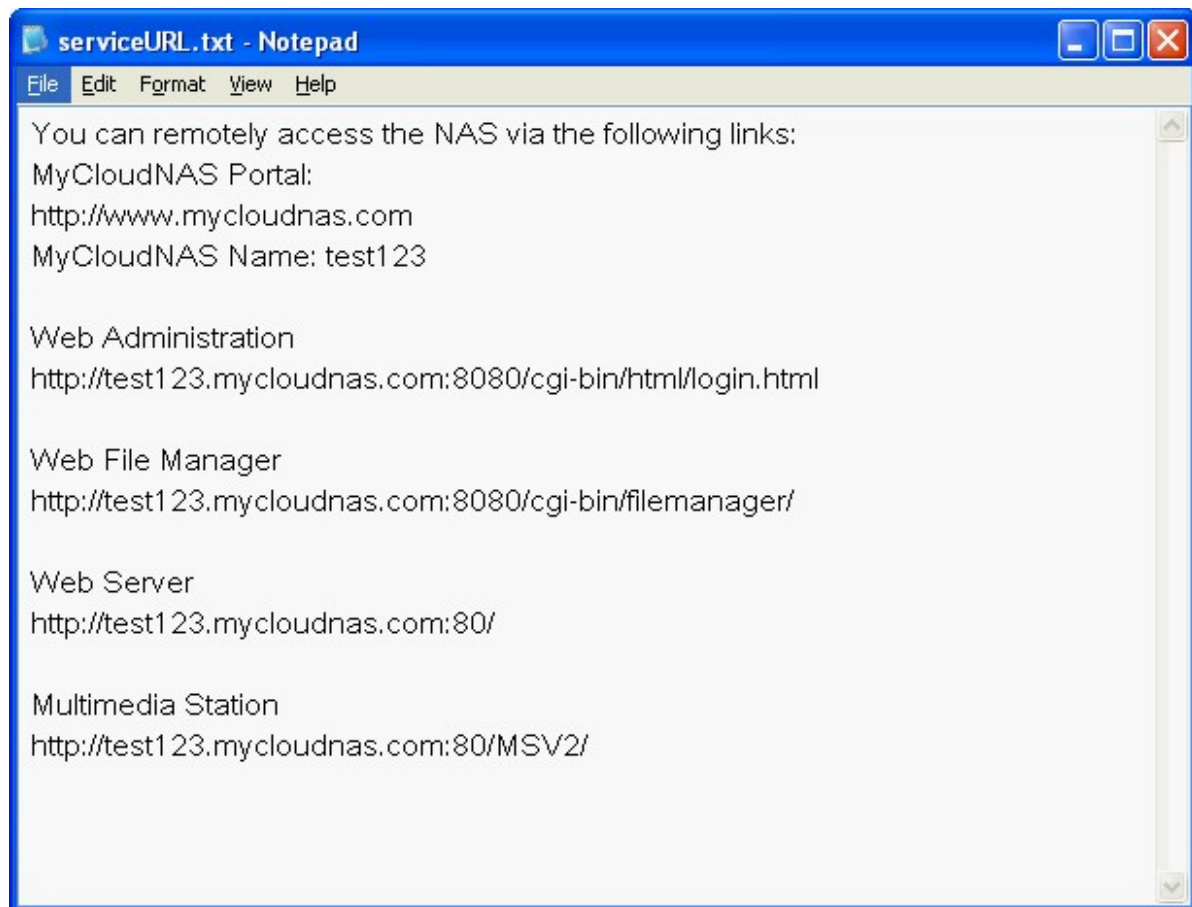 serviceURL.txt - Notepad
File Edit Format View Help
You can remotely access the NAS via the following links:
MyCloudNAS Portal:
http://www.mycloudnas.com
MyCloudNAS Name: test123
Web Administration
http://test123.mycloudnas.com:8080/cgi-bin/html/login.html
Web File Manager
http://test123.mycloudnas.com:8080/cgi-bin/filemanager/
Web Server
http://test123.mycloudnas.com:80/
Multimedia Station
http://test123.mycloudnas.com:80/MSV2/